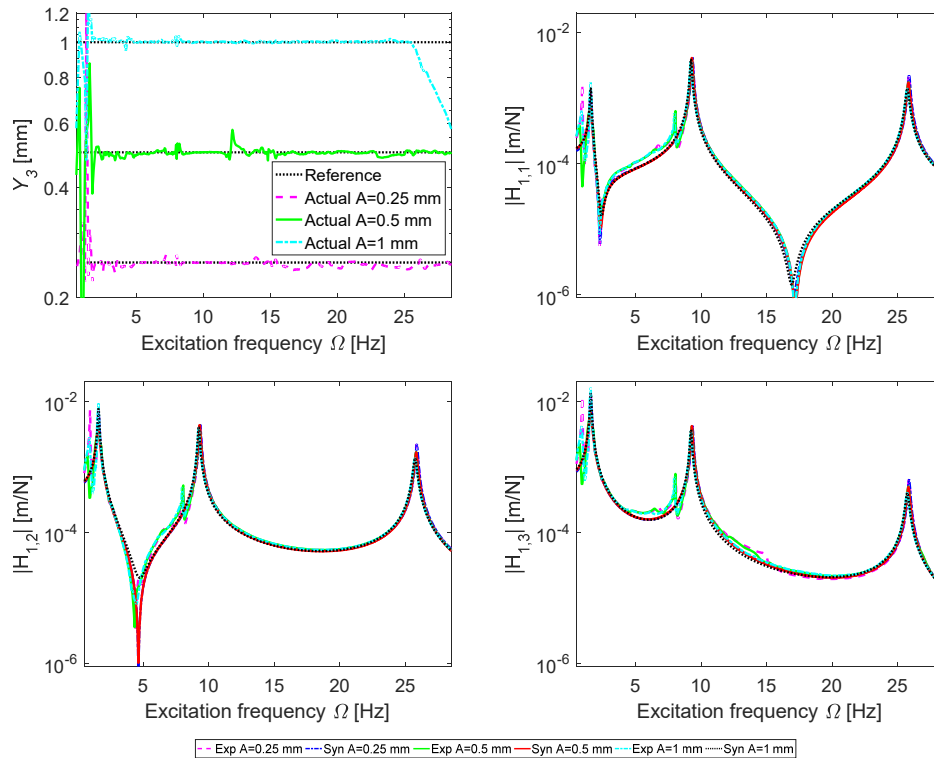 1.2
1
0.8
0.6
0.4
0.2
Y_3 [mm]
Reference
Actual A=0.25 mm
Actual A=0.5 mm
Actual A=1 mm
5 10 15 20 25
Excitation frequency Ω [Hz]
10^-2
10^-4
10^-6
|H_1,1| [m/N]
5 10 15 20 25
Excitation frequency Ω [Hz]
10^-2
10^-4
10^-6
|H_1,2| [m/N]
5 10 15 20 25
Excitation frequency Ω [Hz]
10^-2
10^-4
10^-6
|H_1,3| [m/N]
5 10 15 20 25
Excitation frequency Ω [Hz]
Exp A=0.25 mm Syn A=0.25 mm Exp A=0.5 mm Syn A=0.5 mm Exp A=1 mm Syn A=1 mm